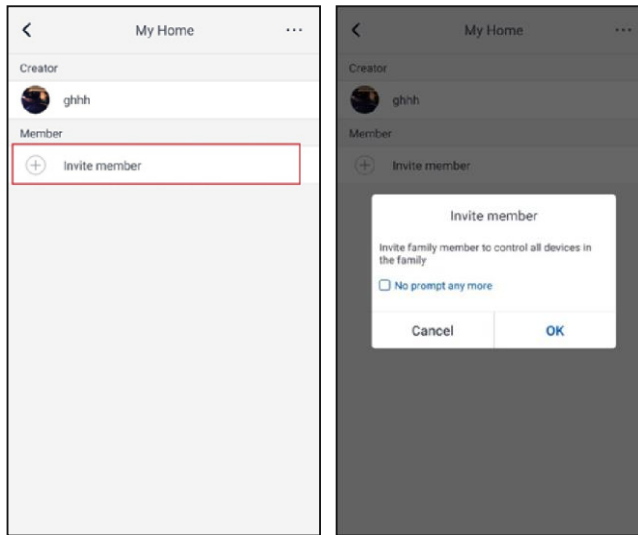 My Home
Creator
ghhh
Member
Invite member
My Home
Creator
ghhh
Member
Invite member
Invite member
Invite family member to control all devices in
the family
No prompt any more
Cancel OK